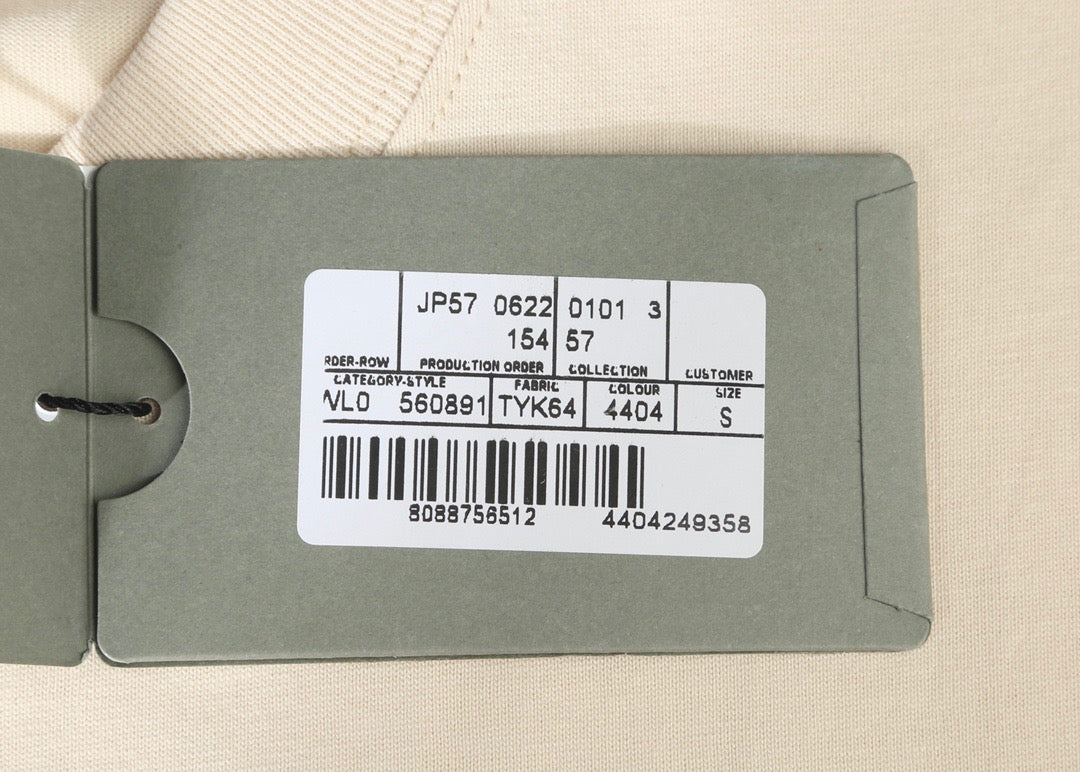 JP57 0622 0101 3
154 57
RDER-ROW PRODUCTION ORDER COLLECTION CUSTOMER
CATEGORY-STYLE FABRIC COLOUR SIZE
VL0 560891 TYK64 4404 S
8088756512 4404249358